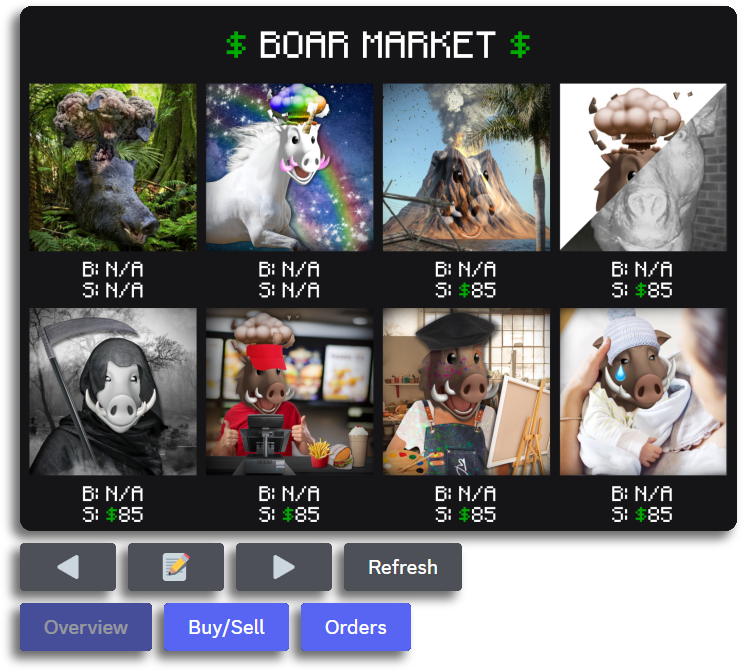 $ BOAR MARKET $
B: N/A B: N/A B: N/A B: N/A
S: N/A S: N/A S: $85 S: $85
B: N/A B: N/A B: N/A B: N/A
S: $85 S: $85 S: $85 S: $85
Refresh
Overview Buy/Sell Orders